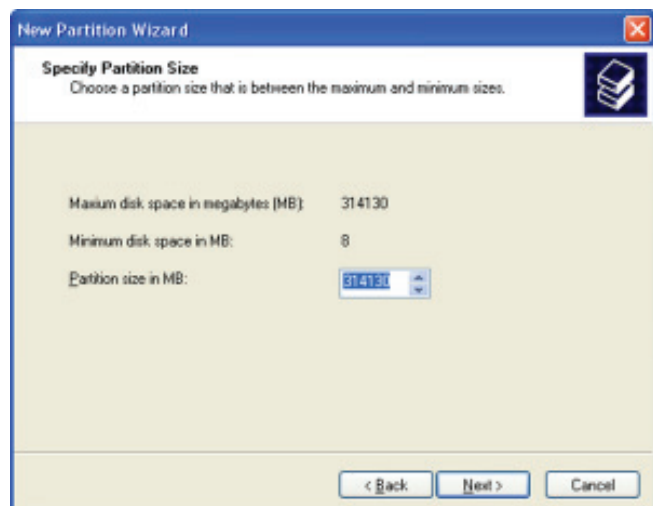 New Partition Wizard
Specify Partition Size
Choose a partition size that is between the maximum and minimum sizes.
Maxium disk space in megabytes (MB): 314130
Minimum disk space in MB: 8
Partition size in MB: 314130
< Back Next > Cancel